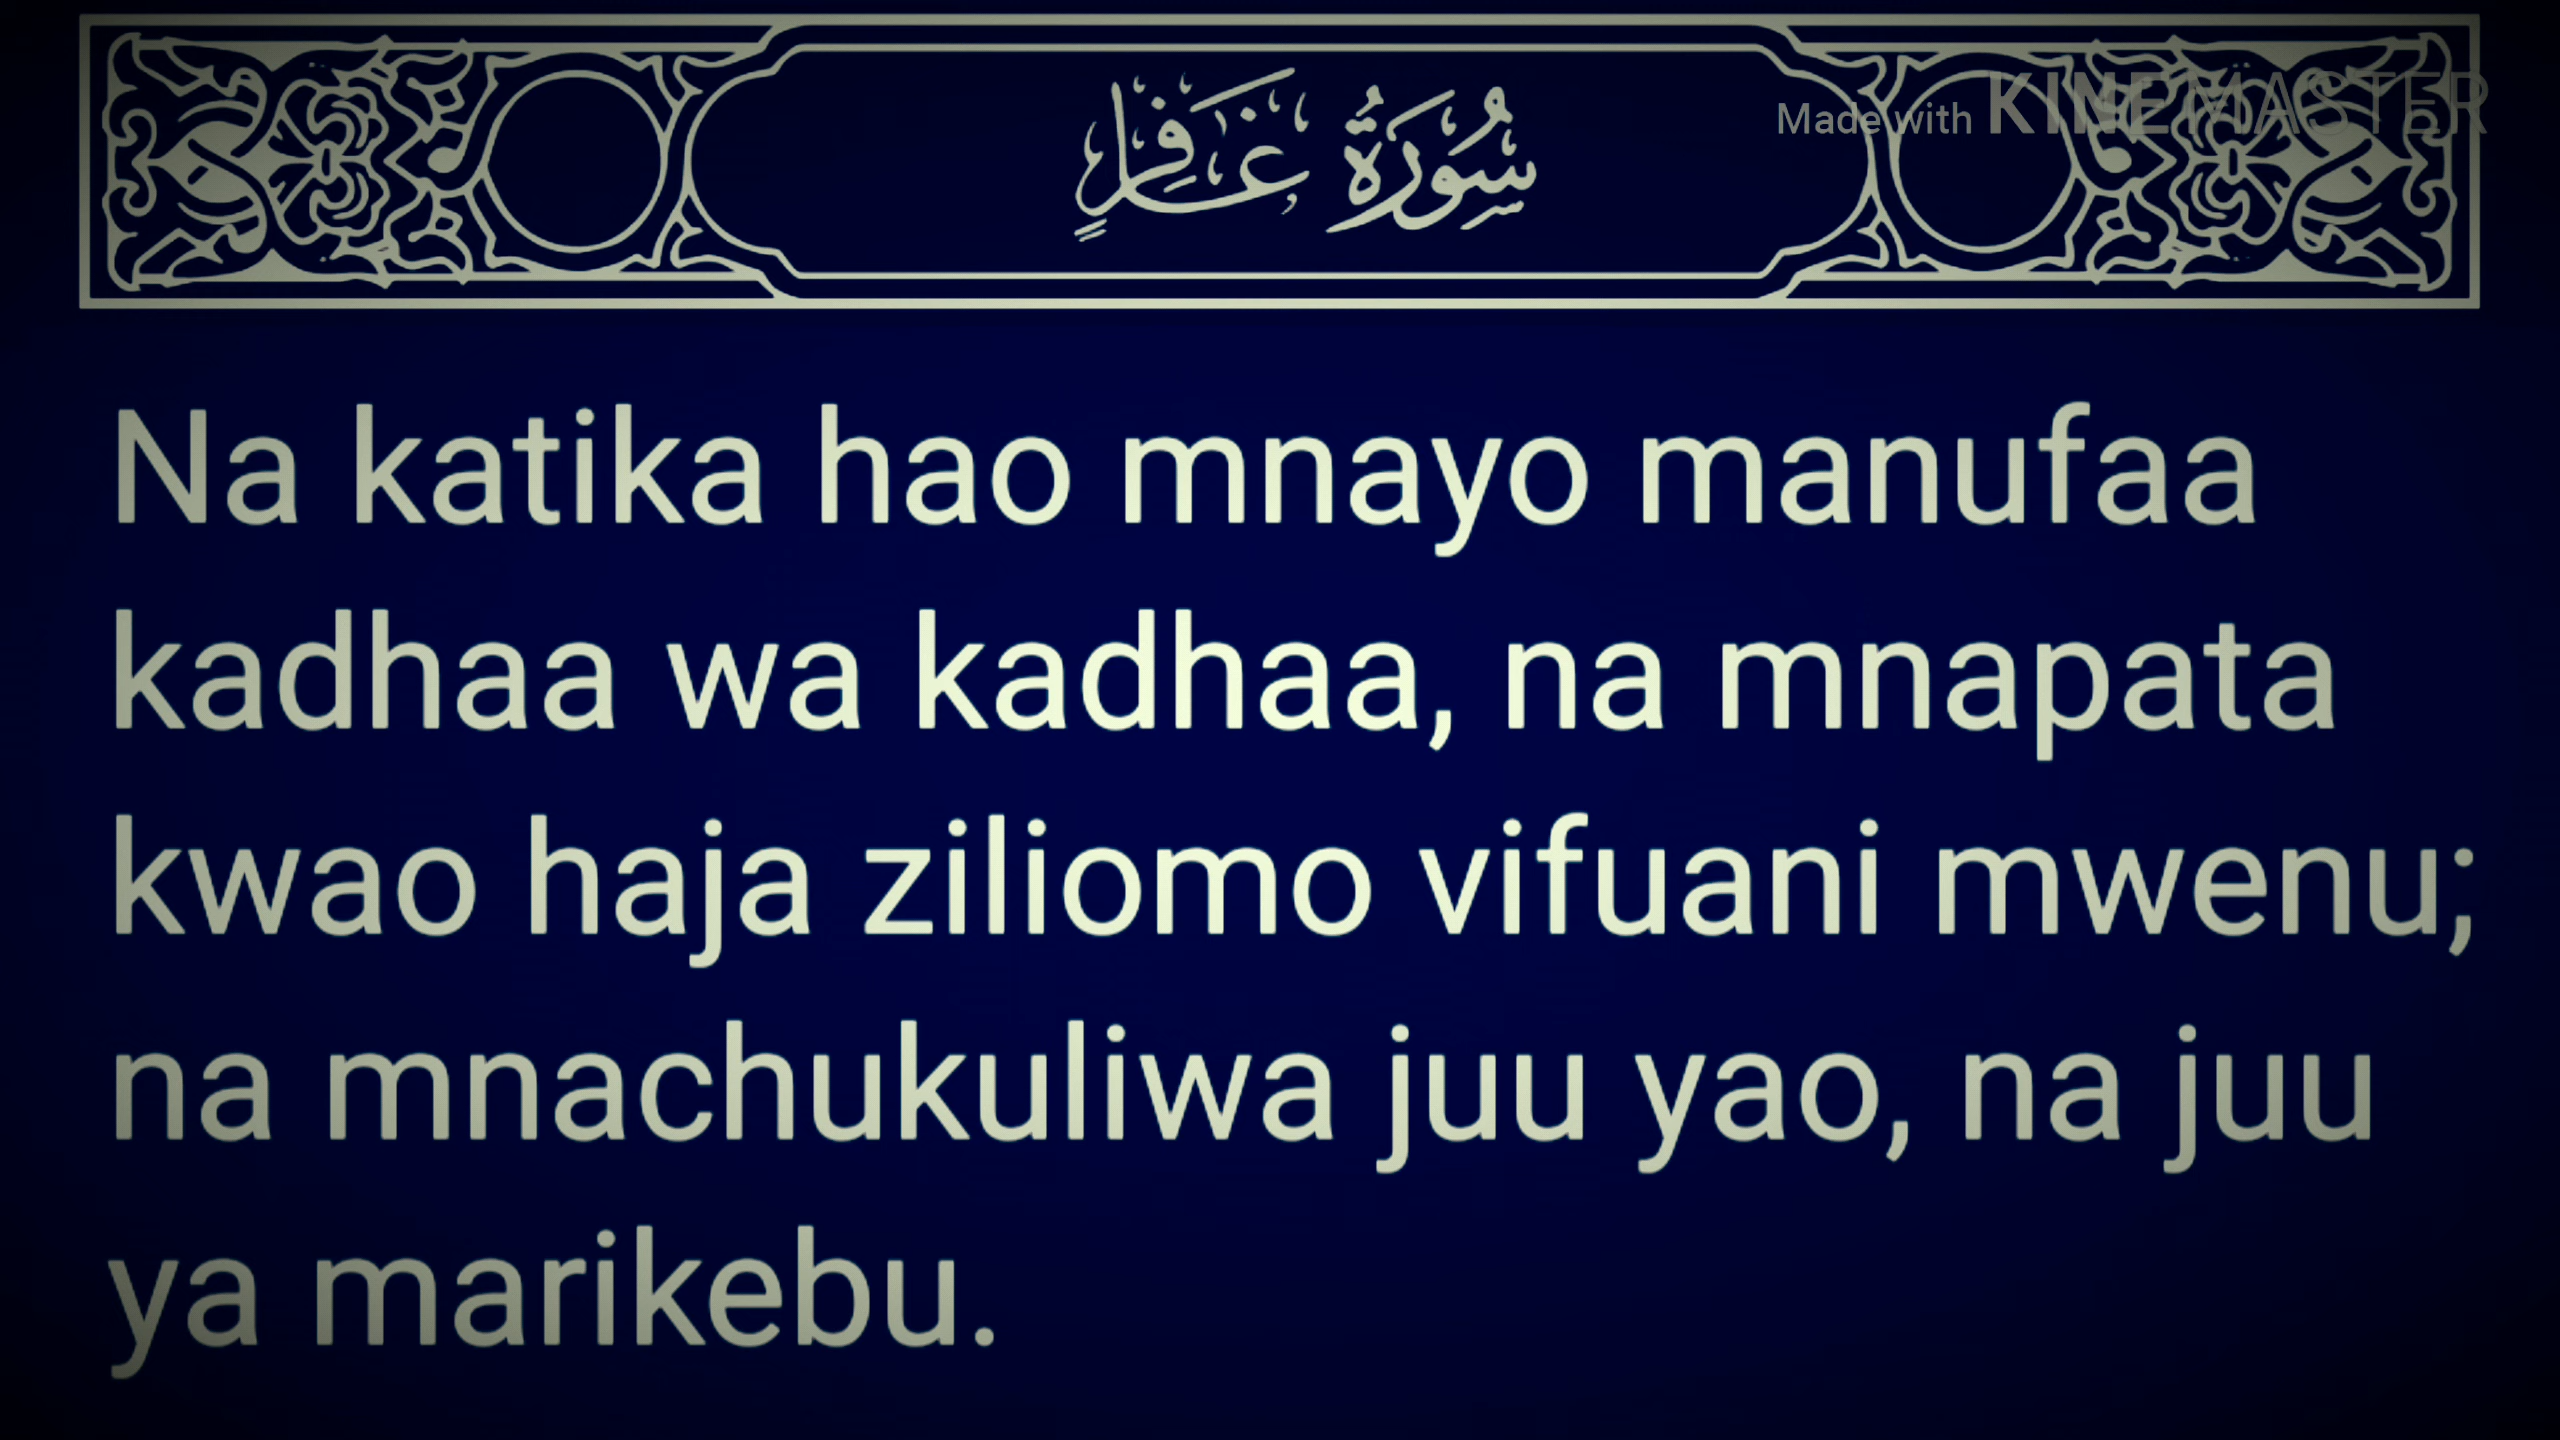 سُورَةُ غَافِرٍ
Made with KINEMASTER
Na katika hao mnayo manufaa
kadhaa wa kadhaa, na mnapata
kwao haja ziliomo vifuani mwenu;
na mnachukuliwa juu yao, na juu
ya marikebu.